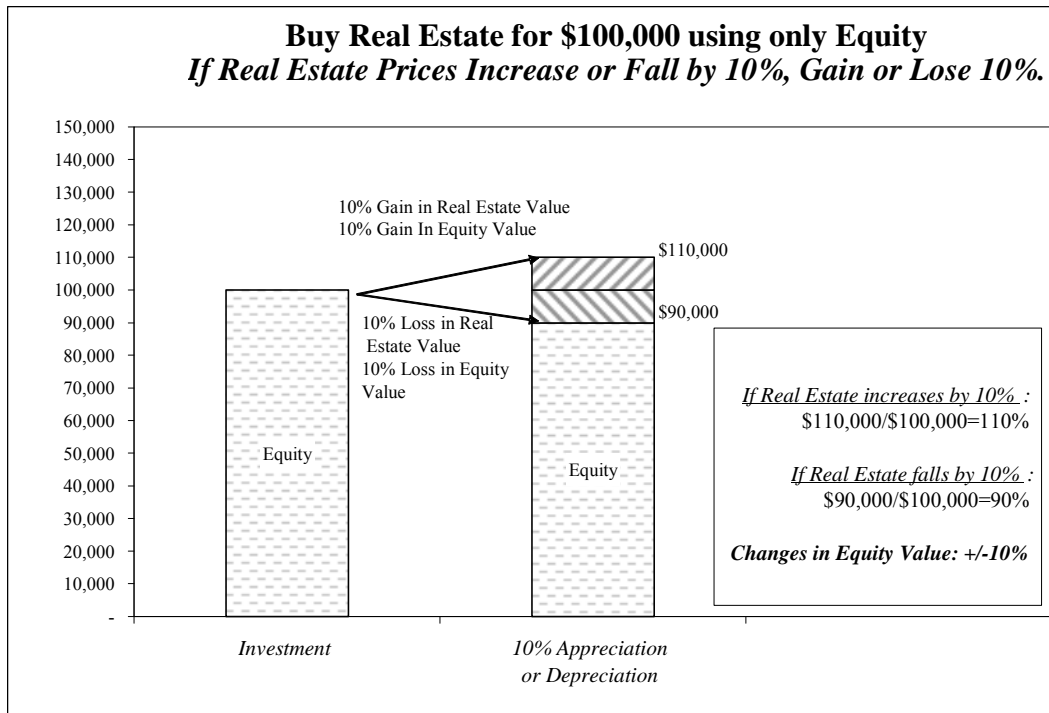 Buy Real Estate for $100,000 using only Equity
If Real Estate Prices Increase or Fall by 10%, Gain or Lose 10%.
150,000
140,000
130,000
120,000
110,000
100,000
90,000
80,000
70,000
60,000
50,000
40,000
30,000
20,000
10,000
-
10% Gain in Real Estate Value
10% Gain In Equity Value
$110,000
$90,000
10% Loss in Real
Estate Value
10% Loss in Equity
Value
Equity
Equity
If Real Estate increases by 10% :
$110,000/$100,000=110%
If Real Estate falls by 10% :
$90,000/$100,000=90%
Changes in Equity Value: +/-10%
Investment
10% Appreciation
or Depreciation